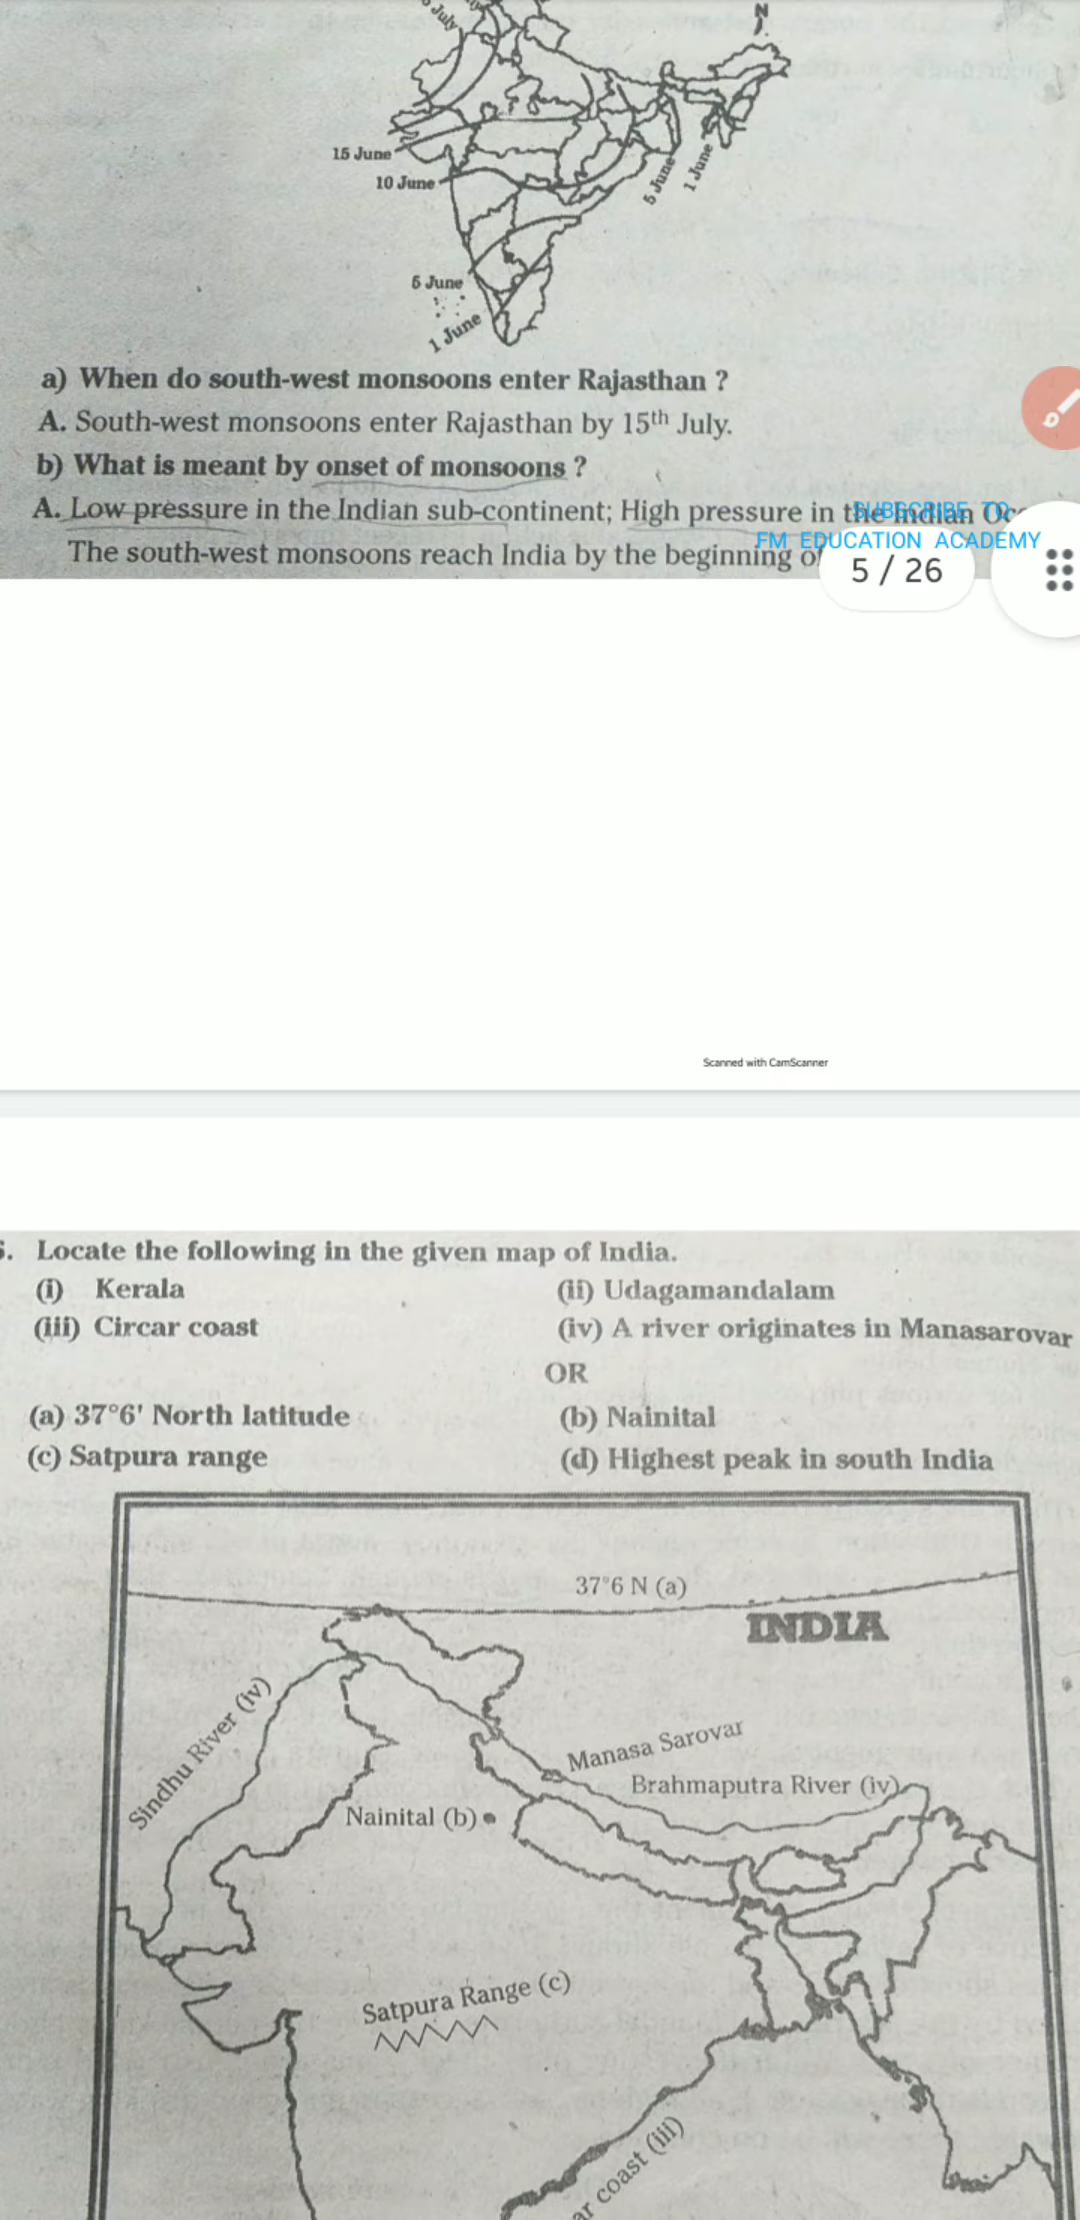 July
N
15 June
10 June
5 June
1 June
5 June
1 June
a) When do south-west monsoons enter Rajasthan ?
A. South-west monsoons enter Rajasthan by 15th July.
b) What is meant by onset of monsoons ?
A. Low pressure in the Indian sub-continent; High pressure in the Indian
SUBSCRIBE TO
FM EDUCATION ACADEMY
The south-west monsoons reach India by the beginning
5 / 26
Scanned with CamScanner
Locate the following in the given map of India.
(i) Kerala (ii) Udagamandalam
(iii) Circar coast (iv) A river originates in Manasarovar
OR
(a) 37°6' North latitude (b) Nainital
(c) Satpura range (d) Highest peak in south India
37°6 N (a)
INDIA
Sindhu River (iv)
Manasa Sarovar
Brahmaputra River (iv)
Nainital (b)
Satpura Range (c)
coast (iii)